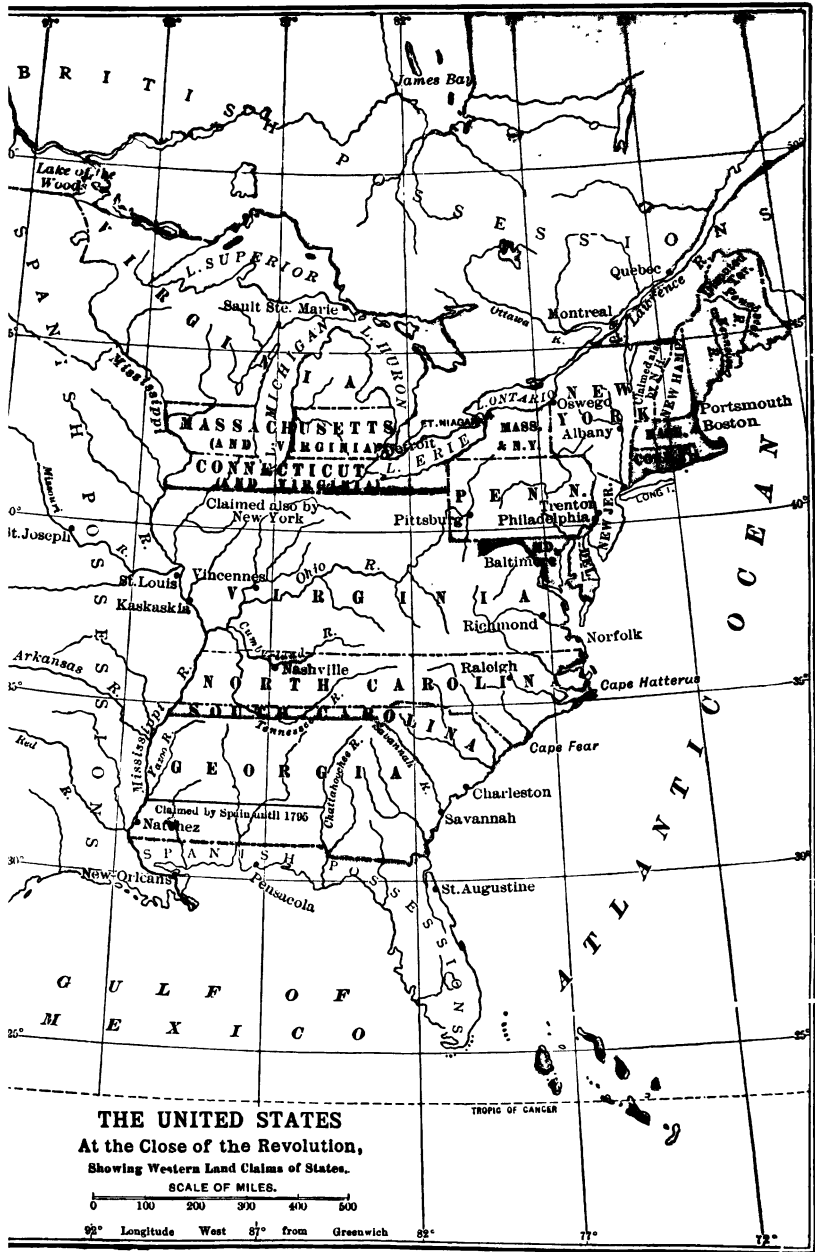 BRITISH POSSESSIONS
James Bay
Lake of the
Woods
L. SUPERIOR
Sault Ste. Marie
VIRGINIA
L. MICHIGAN
L. HURON
Quebec
Lawrence R.
Montreal
Ottawa
R.
SPANISH POSSESSIONS
Mississippi
R.
L. ONTARIO
Oswego
NEW
YORK
Albany
NEW HAMP.
Portsmouth
Boston
MASS.
& N.Y.
MASSACHUSETTS
(AND VIRGINIA)
Detroit
L. ERIE
CONNECTICUT
(AND VIRGINIA)
Claimed also by
New York
PENN.
Pittsburg
Trenton
Philadelphia
NEW JER.
LONG I.
MD.
DEL.
Baltimore
Missouri
R.
St. Joseph
St. Louis
Vincennes
Kaskaskia
Ohio R.
VIRGINIA
Richmond
Norfolk
Cumberland R.
Nashville
Raleigh
NORTH CAROLINA
Cape Hatterus
Arkansas
R.
Tennessee R.
SOUTH CAROLINA
Cape Fear
Mississippi R.
Yazoo R.
Savannah R.
GEORGIA
Chattahoochee R.
Charleston
Savannah
Red
R.
Claimed by Spain until 1795
Natchez
SPANISH POSSESSIONS
New Orleans
Pensacola
St. Augustine
ATLANTIC OCEAN
GULF OF
MEXICO
TROPIC OF CANCER
THE UNITED STATES
At the Close of the Revolution,
Showing Western Land Claims of States.
SCALE OF MILES.
0 100 200 300 400 500
92° Longitude West 87° from Greenwich 82° 77° 72°